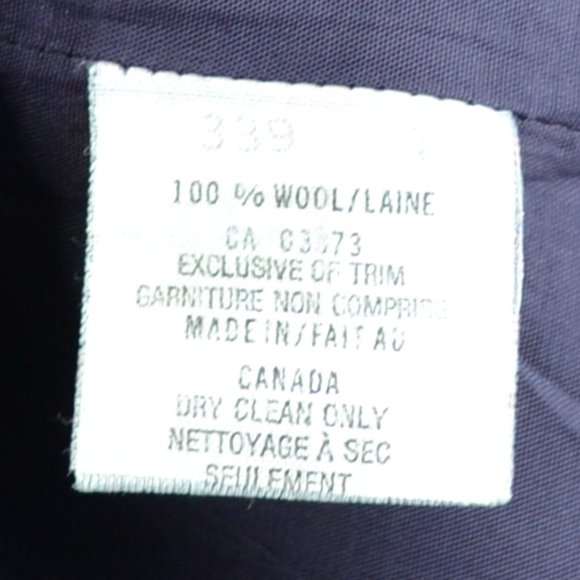 339
100 % WOOL/LAINE
CA 03373
EXCLUSIVE OF TRIM
GARNITURE NON COMPRISE
MADE IN/FAIT AU
CANADA
DRY CLEAN ONLY
NETTOYAGE À SEC
SEULEMENT